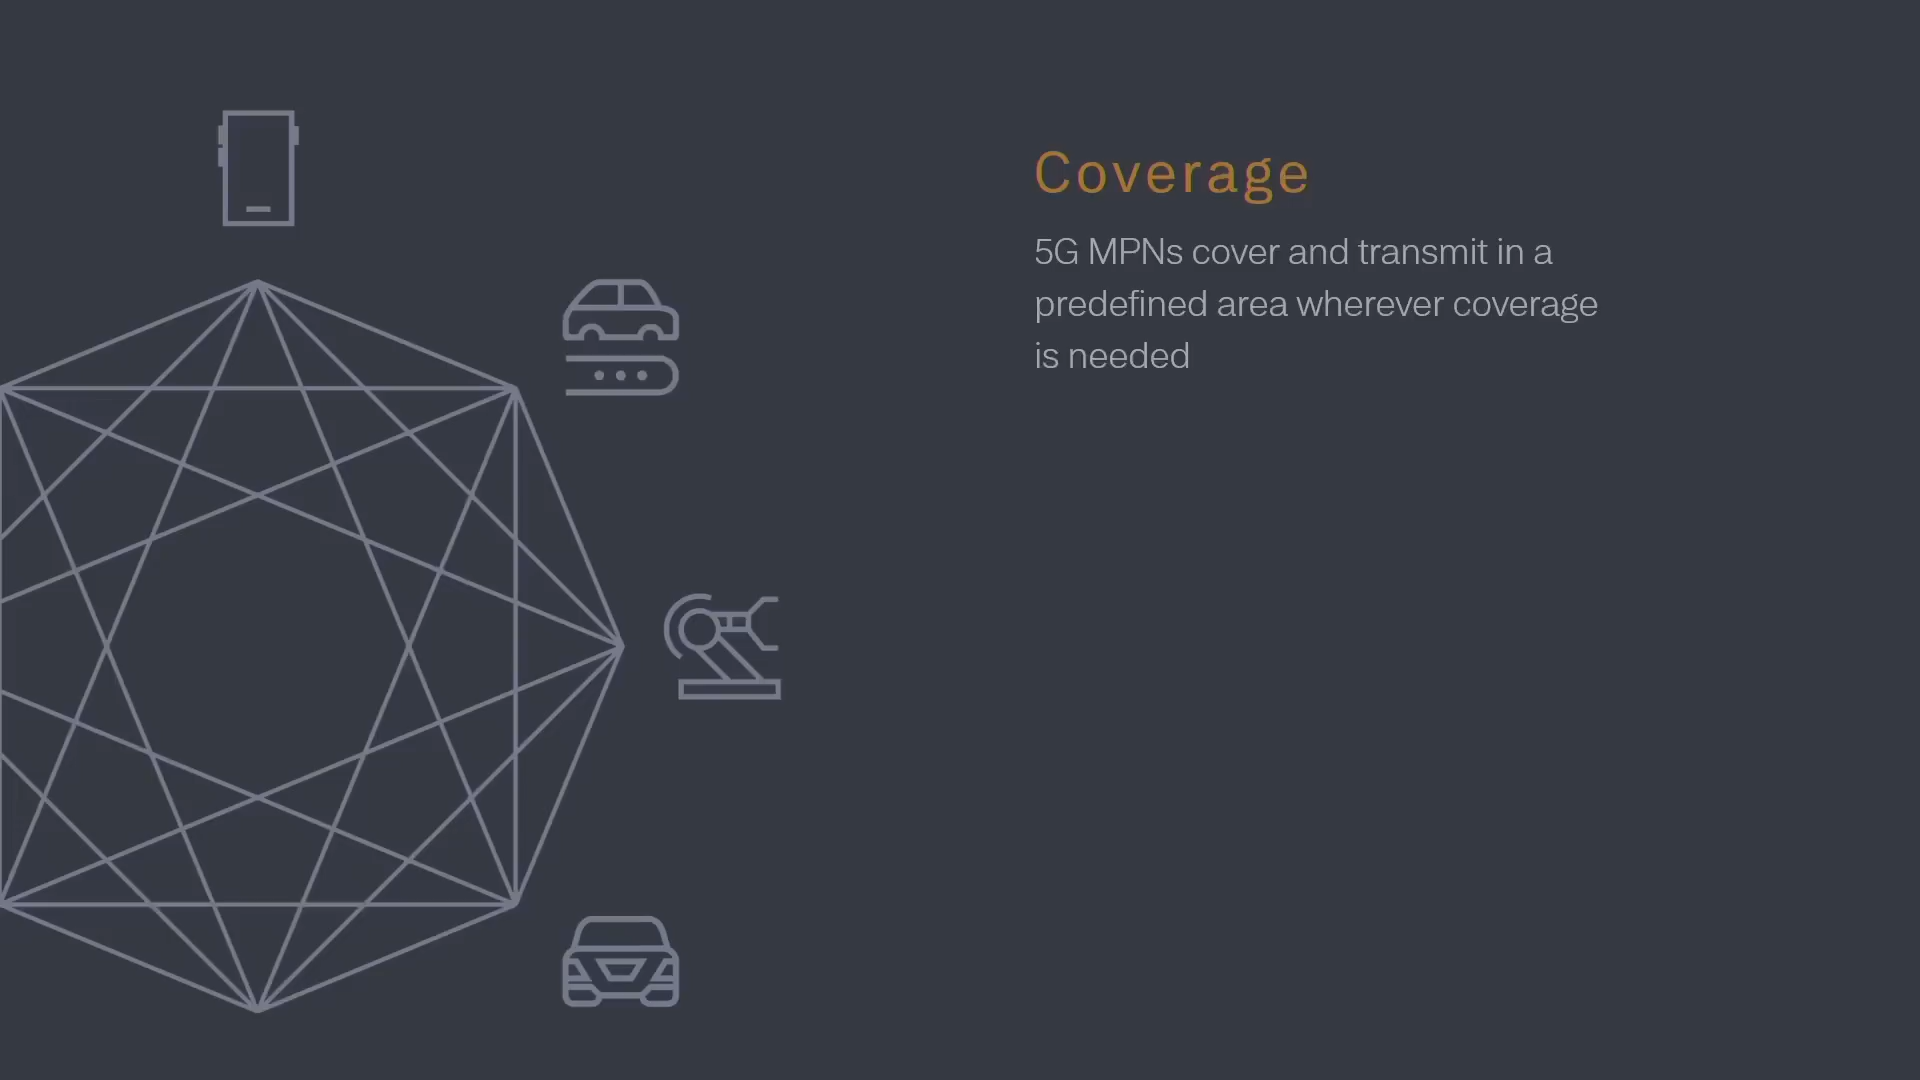 Coverage
5G MPNs cover and transmit in a
predefined area wherever coverage
is needed